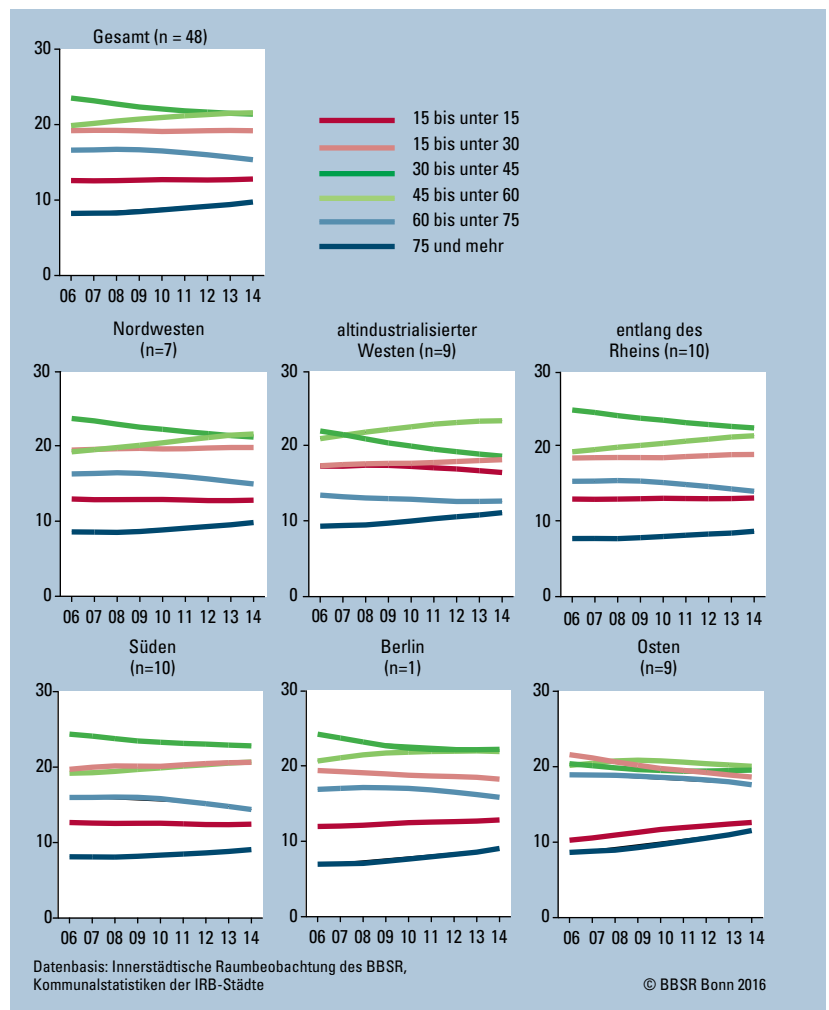 Gesamt (n = 48)
30
20
10
0
06 07 08 09 10 11 12 13 14
15 bis unter 15
15 bis unter 30
30 bis unter 45
45 bis unter 60
60 bis unter 75
75 und mehr
Nordwesten
(n=7)
30
20
10
0
06 07 08 09 10 11 12 13 14
altindustrialisierter
Westen (n=9)
30
20
10
0
06 07 08 09 10 11 12 13 14
entlang des
Rheins (n=10)
30
20
10
0
06 07 08 09 10 11 12 13 14
Süden
(n=10)
30
20
10
0
06 07 08 09 10 11 12 13 14
Berlin
(n=1)
30
20
10
0
06 07 08 09 10 11 12 13 14
Osten
(n=9)
30
20
10
0
06 07 08 09 10 11 12 13 14
Datenbasis: Innerstädtische Raumbeobachtung des BBSR,
Kommunalstatistiken der IRB-Städte
© BBSR Bonn 2016